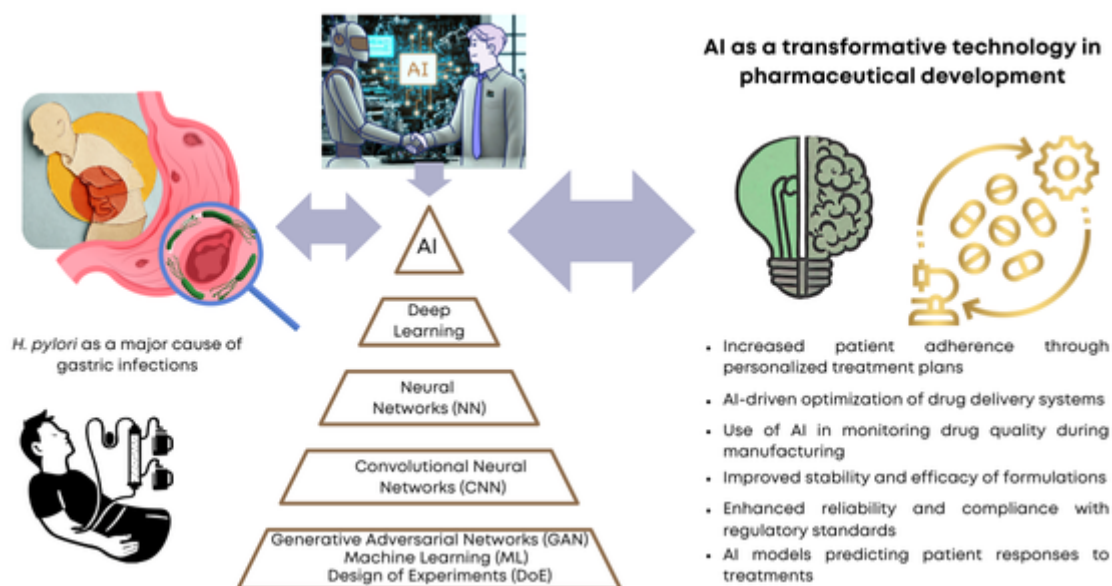 AI
AI as a transformative technology in
pharmaceutical development
H. pylori as a major cause of
gastric infections
AI
Deep
Learning
Neural
Networks (NN)
Convolutional Neural
Networks (CNN)
Generative Adversarial Networks (GAN)
Machine Learning (ML)
Design of Experiments (DoE)
• Increased patient adherence through
personalized treatment plans
• AI-driven optimization of drug delivery systems
• Use of AI in monitoring drug quality during
manufacturing
• Improved stability and efficacy of formulations
• Enhanced reliability and compliance with
regulatory standards
• AI models predicting patient responses to
treatments